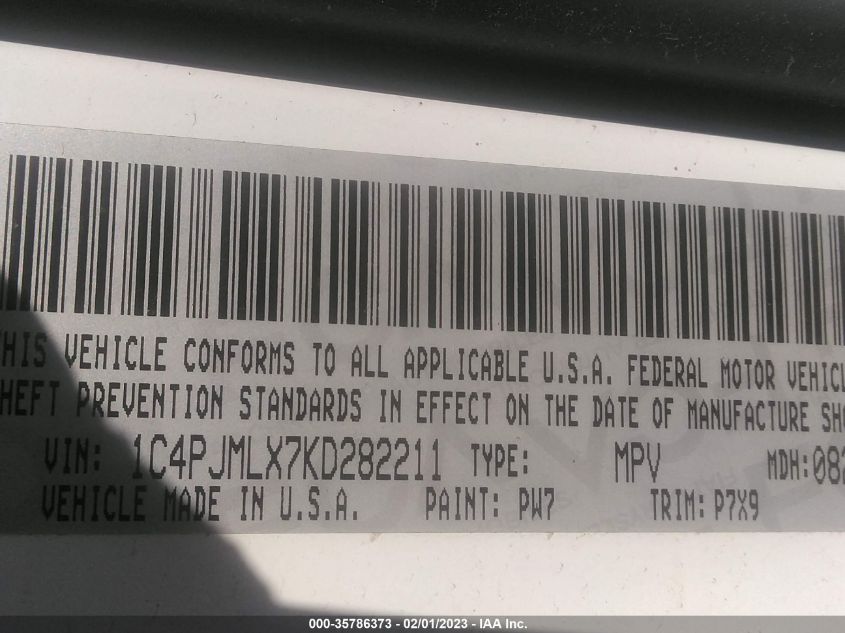 THIS VEHICLE CONFORMS TO ALL APPLICABLE U.S.A. FEDERAL MOTOR VEHICL
HEFT PREVENTION STANDARDS IN EFFECT ON THE DATE OF MANUFACTURE SHO
VIN: 1C4PJMLX7KD282211 TYPE: MPV MDH:082
VEHICLE MADE IN U.S.A. PAINT: PW7 TRIM: P7X9
000-35786373 - 02/01/2023 - IAA Inc.